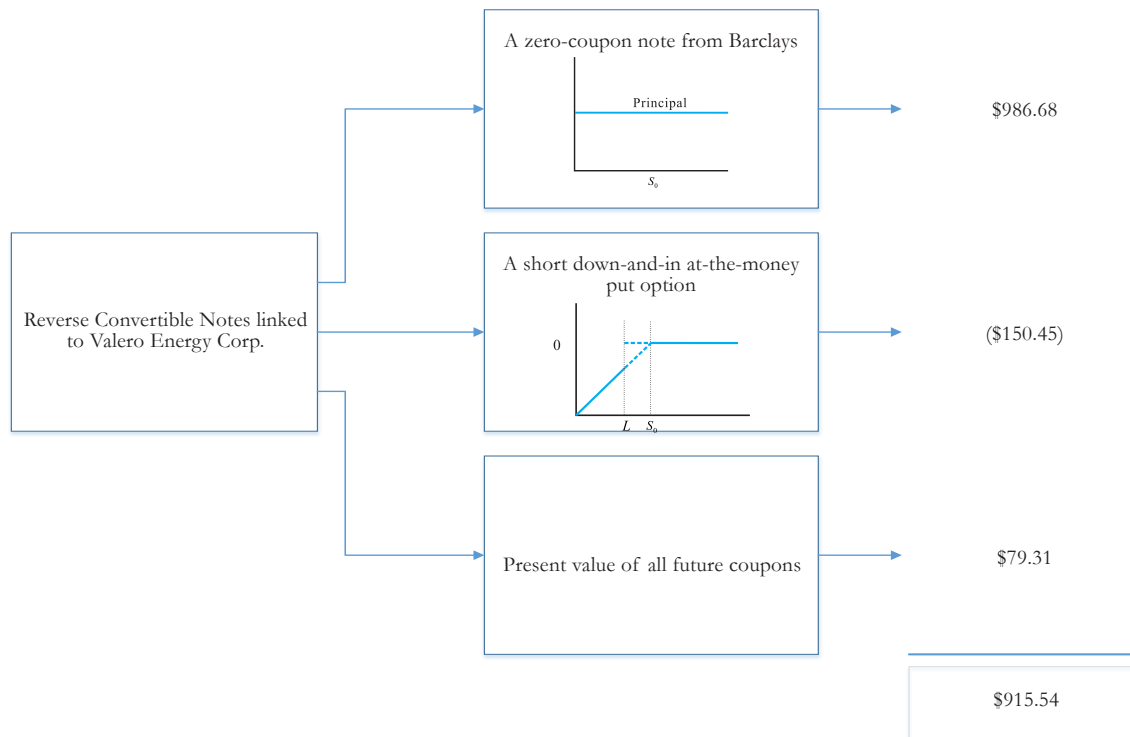 A zero-coupon note from Barclays
Principal
S0
$986.68
Reverse Convertible Notes linked
to Valero Energy Corp.
A short down-and-in at-the-money
put option
0
L S0
($150.45)
Present value of all future coupons
$79.31
$915.54